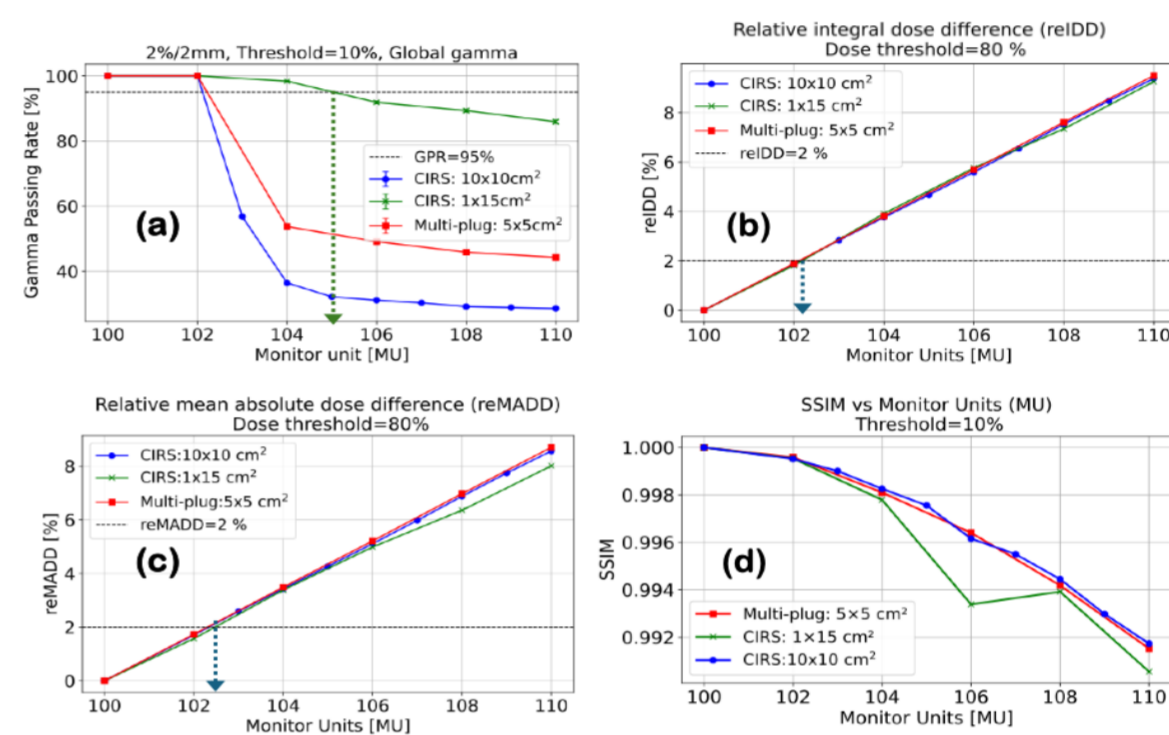 2%/2mm, Threshold=10%, Global gamma
100
80
60
40
Gamma Passing Rate [%]
GPR=95%
CIRS: 10x10cm²
CIRS: 1x15 cm²
Multi-plug: 5x5cm²
(a)
100 102 104 106 108 110
Monitor unit [MU]
Relative integral dose difference (relDD)
Dose threshold=80 %
8
6
4
2
0
relDD [%]
CIRS: 10x10 cm²
CIRS: 1x15 cm²
Multi-plug: 5x5 cm²
relDD=2 %
(b)
100 102 104 106 108 110
Monitor Units [MU]
Relative mean absolute dose difference (reMADD)
Dose threshold=80%
8
6
4
2
0
reMADD [%]
CIRS:10x10 cm²
CIRS:1x15 cm²
Multi-plug:5x5 cm²
reMADD=2 %
(c)
100 102 104 106 108 110
Monitor Units [MU]
SSIM vs Monitor Units (MU)
Threshold=10%
1.000
0.998
0.996
0.994
0.992
SSIM
(d)
Multi-plug: 5×5 cm²
CIRS: 1×15 cm²
CIRS:10x10 cm²
100 102 104 106 108 110
Monitor Units [MU]